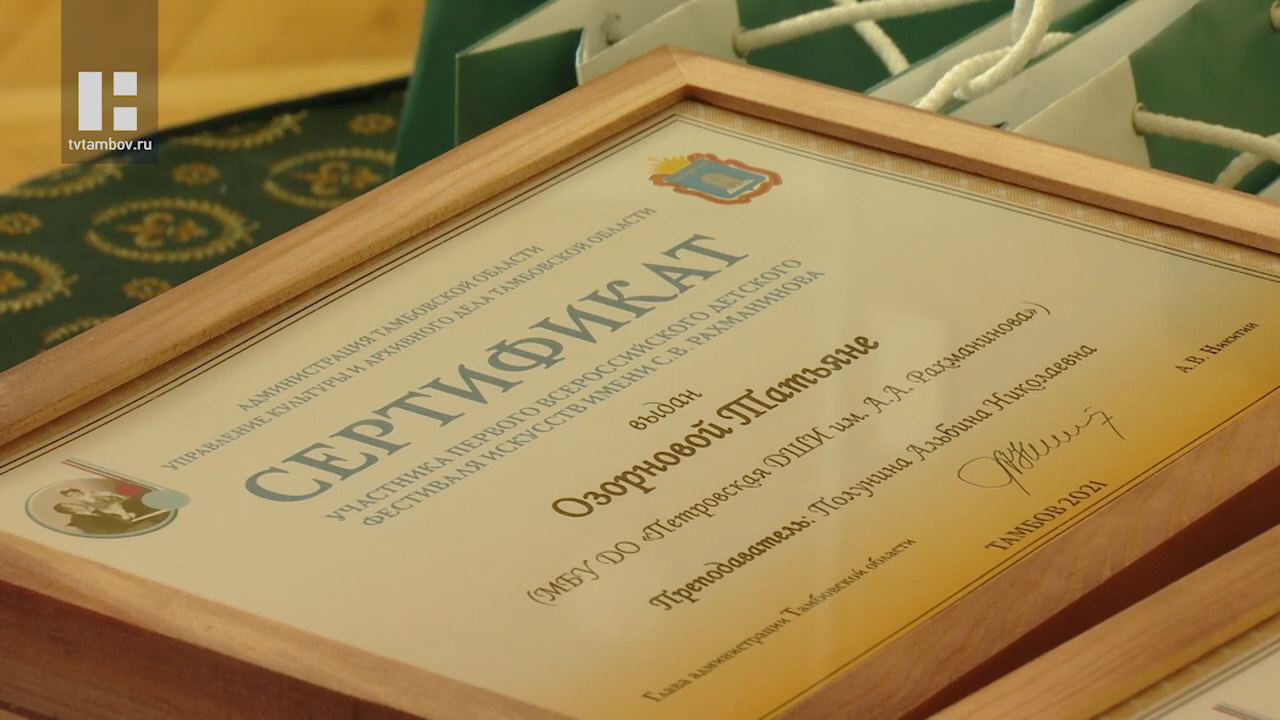 tvtambov.ru
АДМИНИСТРАЦИЯ ТАМБОВСКОЙ ОБЛАСТИ
УПРАВЛЕНИЕ КУЛЬТУРЫ И АРХИВНОГО ДЕЛА ТАМБОВСКОЙ ОБЛАСТИ
СЕРТИФИКАТ
УЧАСТНИКА ПЕРВОГО ВСЕРОССИЙСКОГО ДЕТСКОГО
ФЕСТИВАЛЯ ИСКУССТВ ИМЕНИ С.В. РАХМАНИНОВА
выдан
Озорновой Татьяне
(МБУ ДО «Петровская ДШИ им. А.А. Рахманинова»)
Преподаватель: Полунина Альбина Николаевна
Глава администрации Тамбовской области
А.В. Никитин
ТАМБОВ 2021